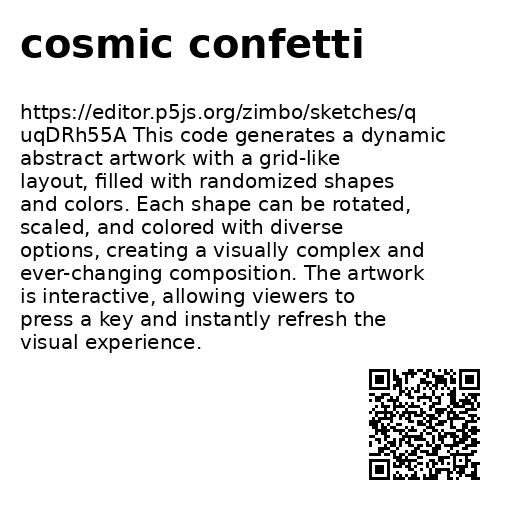 cosmic confetti
https://editor.p5js.org/zimbo/sketches/q
uqDRh55A This code generates a dynamic
abstract artwork with a grid-like
layout, filled with randomized shapes
and colors. Each shape can be rotated,
scaled, and colored with diverse
options, creating a visually complex and
ever-changing composition. The artwork
is interactive, allowing viewers to
press a key and instantly refresh the
visual experience.